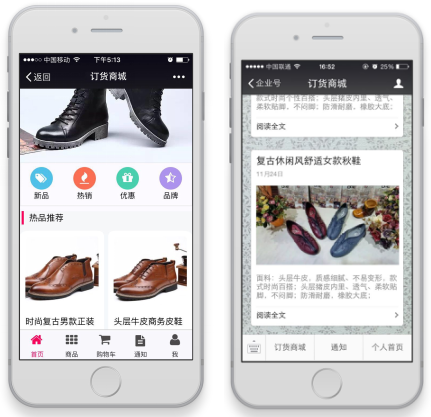 中国移动 下午5:13
返回 订货商城
新品 热销 优惠 品牌
热品推荐
时尚复古男款正装 头层牛皮商务皮鞋
首页 商品 购物车 通知 我
中国联通 16:52 25%
企业号 订货商城
款式时尚个性百搭；头层猪皮内里、透气、
柔软贴脚，不闷脚；防滑耐磨、橡胶大底；
阅读全文
复古休闲风舒适女款秋鞋
11月24日
面料：头层牛皮，质感细腻、不易变形，款
式时尚百搭；头层猪皮内里、透气、柔软贴
脚，不闷脚；防滑耐磨、橡胶大底；
阅读全文
订货商城 通知 个人首页